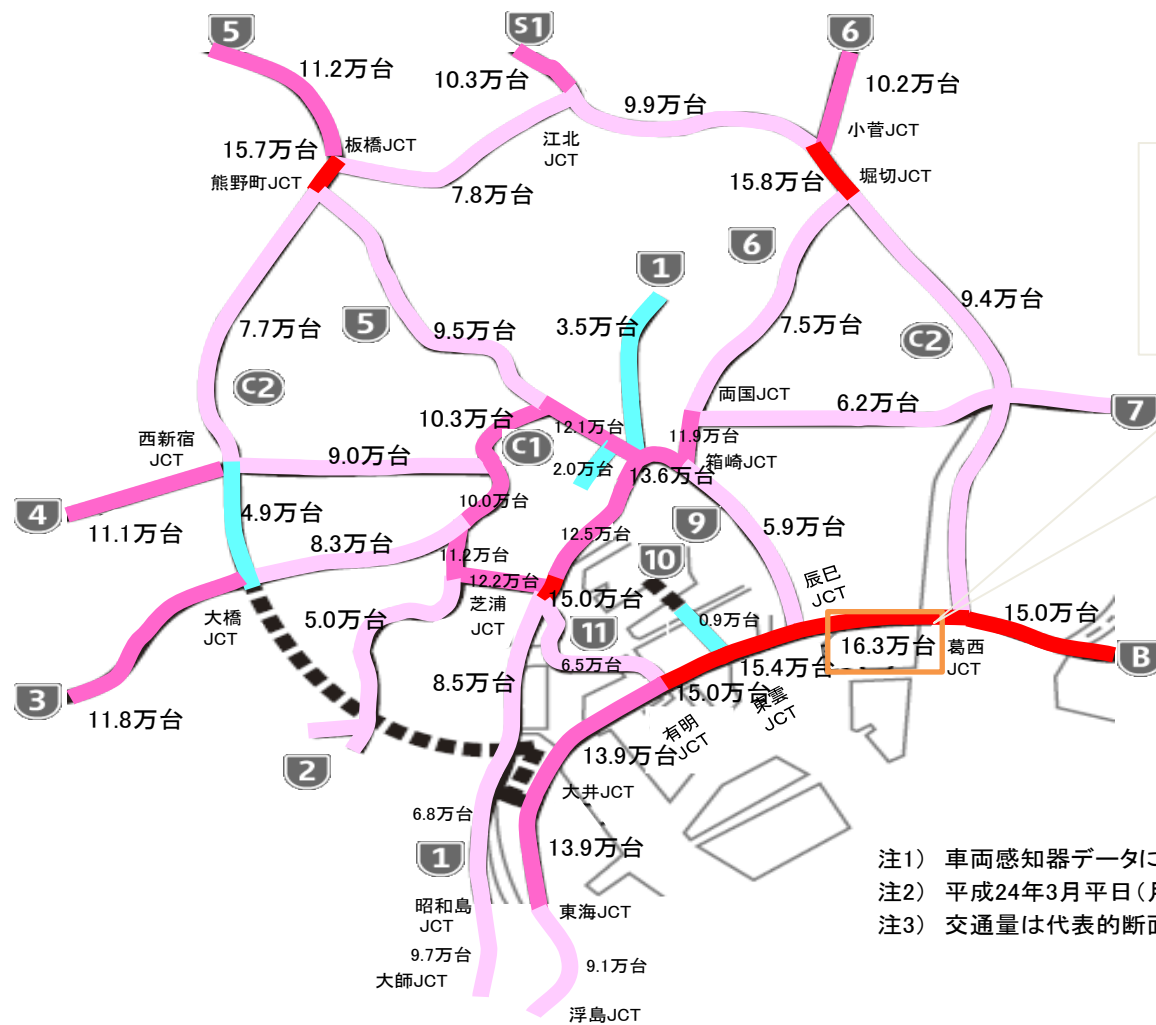 5
S1
6
11.2万台
10.3万台
10.2万台
9.9万台
小菅JCT
江北
JCT
15.7万台
板橋JCT
熊野町JCT
7.8万台
15.8万台
堀切JCT
6
1
7.7万台
5
9.5万台
3.5万台
7.5万台
9.4万台
C2
C2
両国JCT
6.2万台
7
10.3万台
12.1万台
11.9万台
C1
箱崎JCT
西新宿
JCT
9.0万台
2.0万台
13.6万台
4
11.1万台
4.9万台
10.0万台
8.3万台
12.5万台
9
5.9万台
11.2万台
10
12.2万台
芝浦
JCT
15.0万台
辰巳
JCT
大橋
JCT
5.0万台
0.9万台
11
15.0万台
16.3万台
葛西
JCT
B
6.5万台
15.4万台
8.5万台
15.0万台
東雲
JCT
3
11.8万台
有明
JCT
13.9万台
2
大井JCT
6.8万台
1
13.9万台
昭和島
JCT
東海JCT
9.7万台
大師JCT
9.1万台
浮島JCT
注1) 車両感知器データに
注2) 平成24年3月平日(月
注3) 交通量は代表的断面